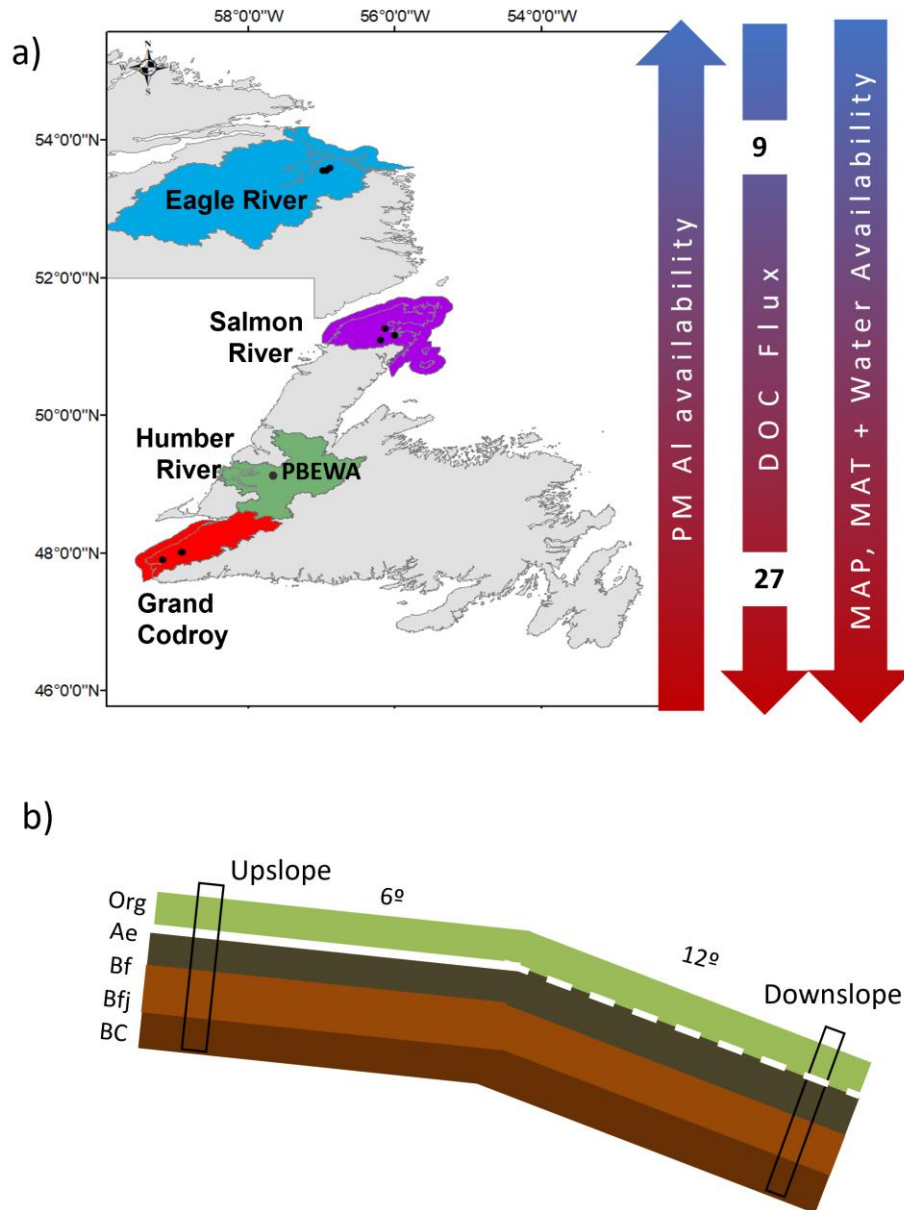 a)
58°0'0"W 56°0'0"W 54°0'0"W
N
W E
S
54°0'0"N
52°0'0"N
50°0'0"N
48°0'0"N
46°0'0"N
Eagle River
Salmon
River
Humber
River
PBEWA
Grand
Codroy
PM Al availability
9
DOC Flux
27
MAP, MAT + Water Availability
b)
Upslope
6º
12º
Downslope
Org
Ae
Bf
Bfj
BC